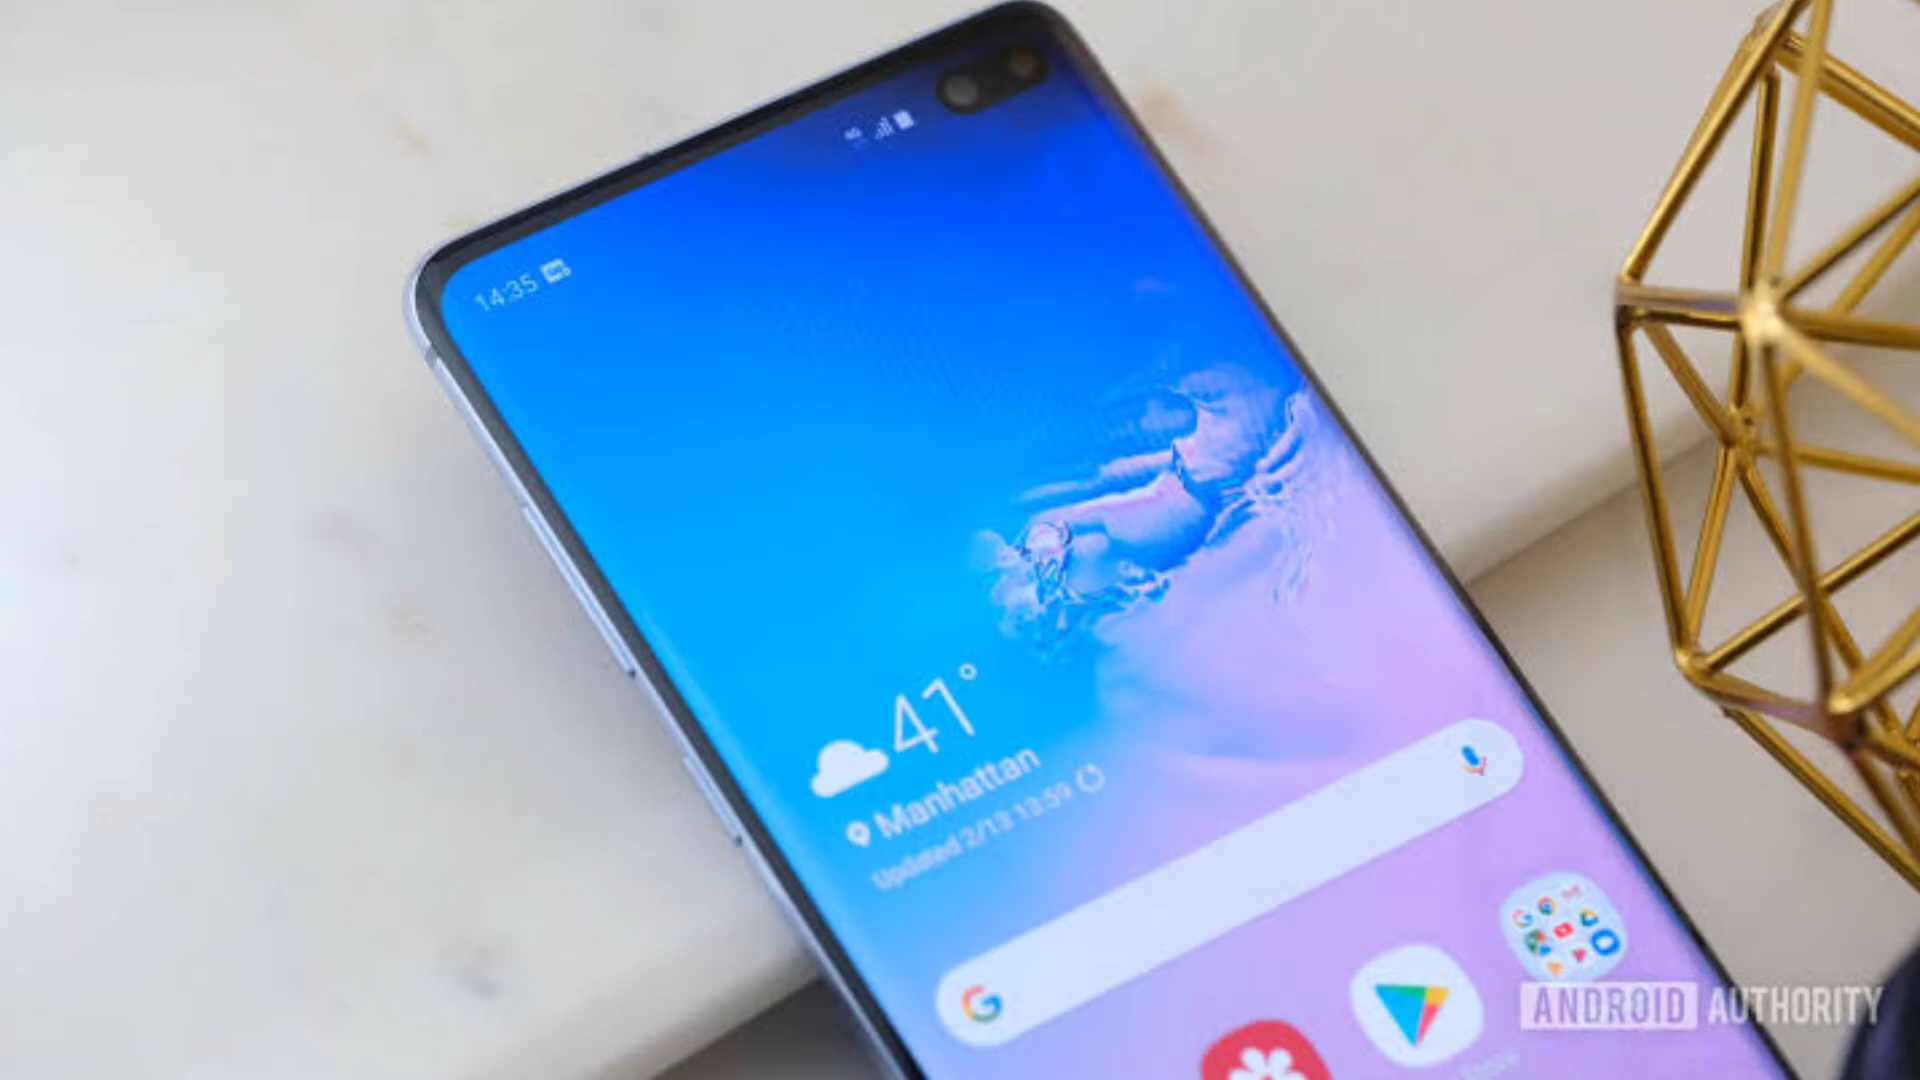 14:35
41°
Manhattan
Updated 2/13 13:59
ANDROID AUTHORITY